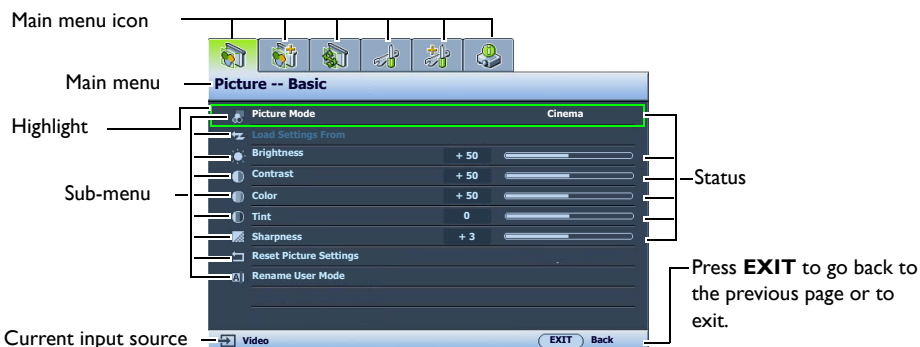 Main menu icon
Main menu
Picture -- Basic
Highlight
Picture Mode Cinema
Load Settings From
Brightness + 50
Contrast + 50
Sub-menu
Color + 50
Status
Tint 0
Sharpness + 3
Reset Picture Settings
Rename User Mode
Press EXIT to go back to
the previous page or to
exit.
Current input source
Video
EXIT Back